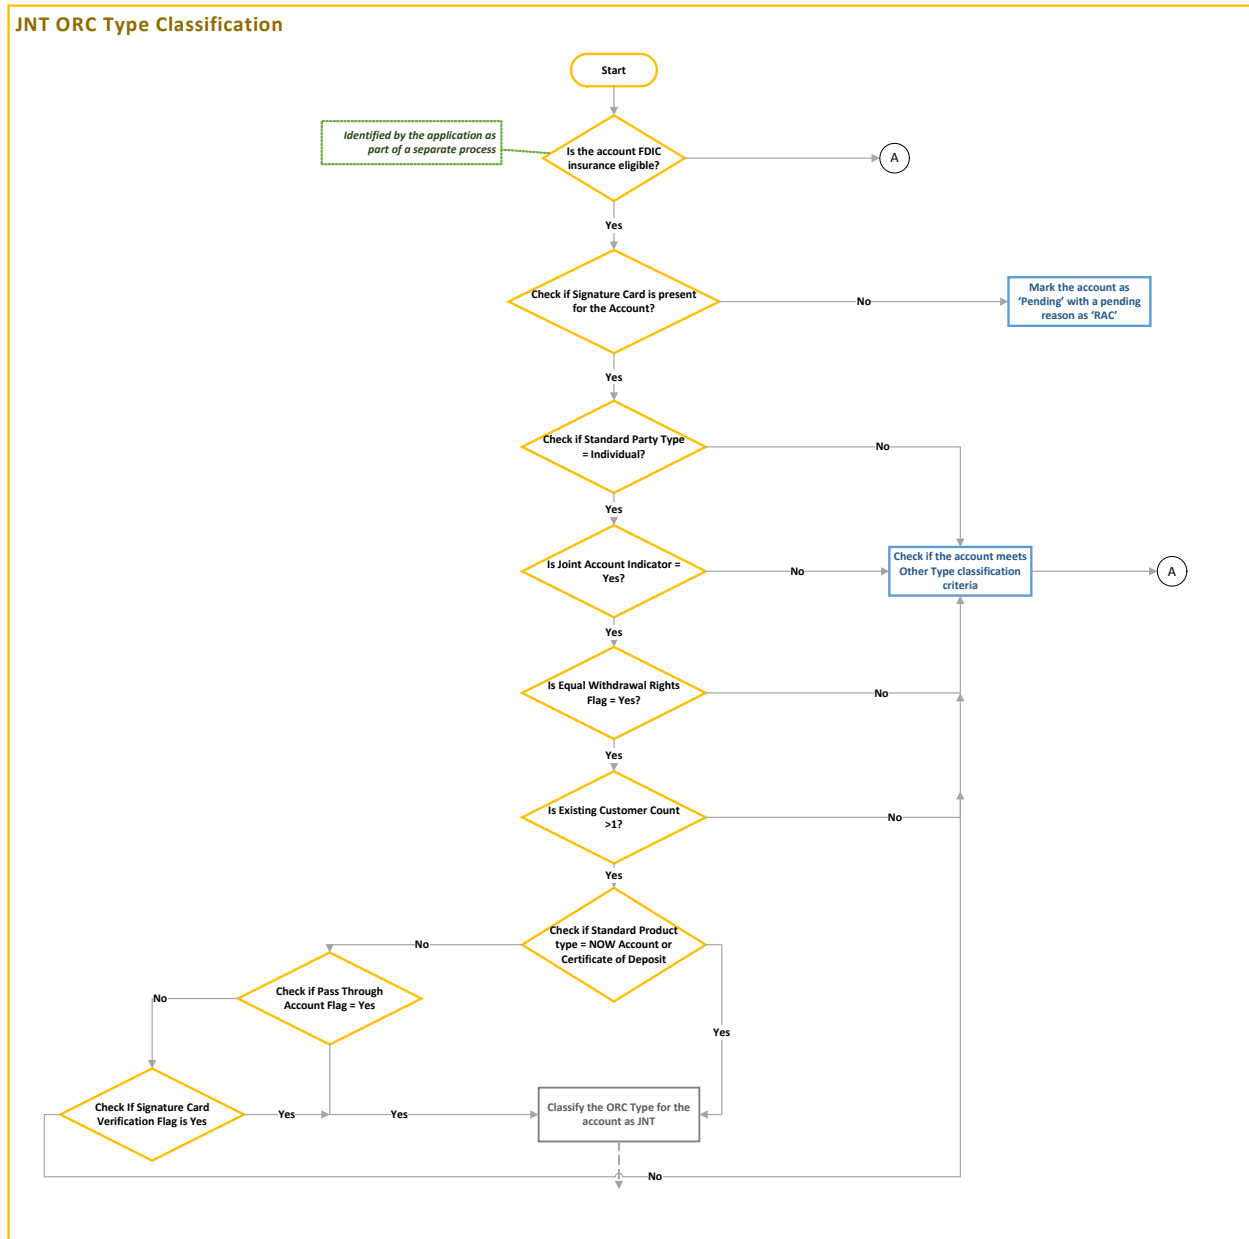 JNT ORC Type Classification
Start
Identified by the application as
part of a separate process
Is the account FDIC
insurance eligible?
A
Yes
Check if Signature Card is present
for the Account?
No
Mark the account as
‘Pending’ with a pending
reason as ‘RAC’
Yes
Check if Standard Party Type
= Individual?
No
Yes
Is Joint Account Indicator =
Yes?
No
Check if the account meets
Other Type classification
criteria
A
Yes
Is Equal Withdrawal Rights
Flag = Yes?
No
Yes
Is Existing Customer Count
>1?
No
Yes
Check if Standard Product
type = NOW Account or
Certificate of Deposit
No
Check if Pass Through
Account Flag = Yes
No
Yes
Check If Signature Card
Verification Flag is Yes
Yes
Yes
Classify the ORC Type for the
account as JNT
No